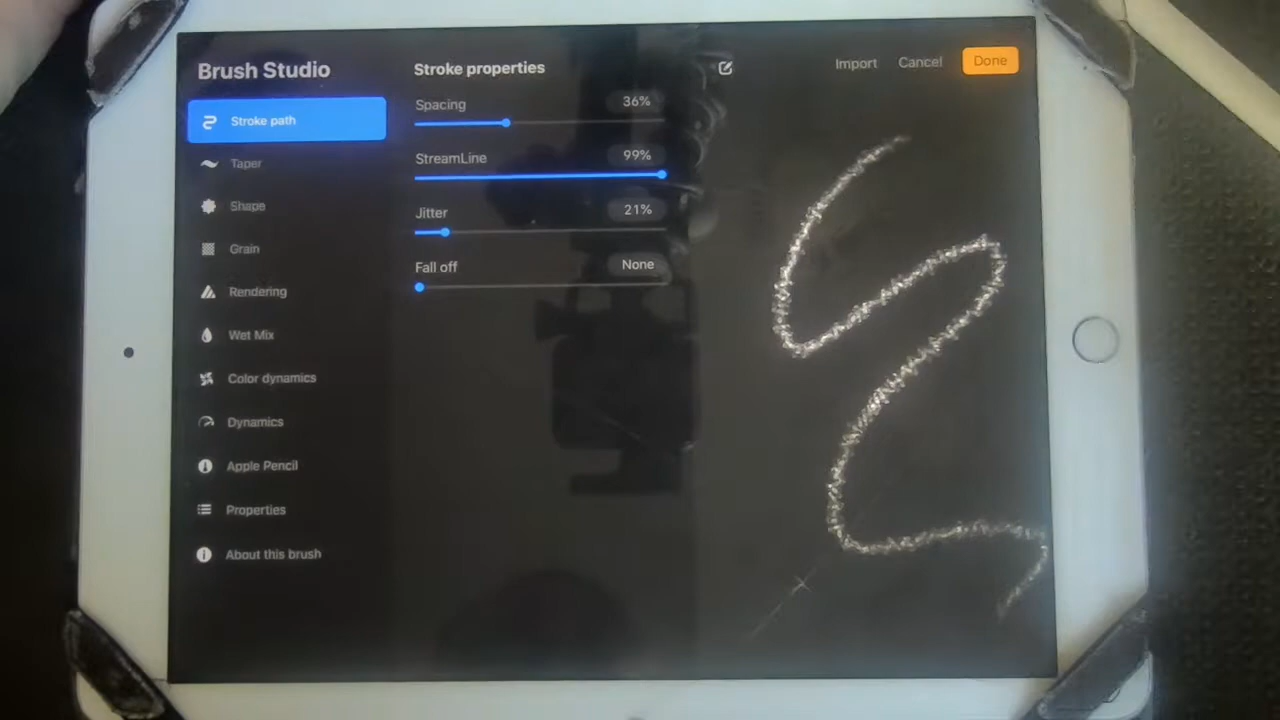 Brush Studio
Stroke path
Taper
Shape
Grain
Rendering
Wet Mix
Color dynamics
Dynamics
Apple Pencil
Properties
About this brush
Stroke properties
Spacing 36%
StreamLine 99%
Jitter 21%
Fall off None
Import Cancel Done